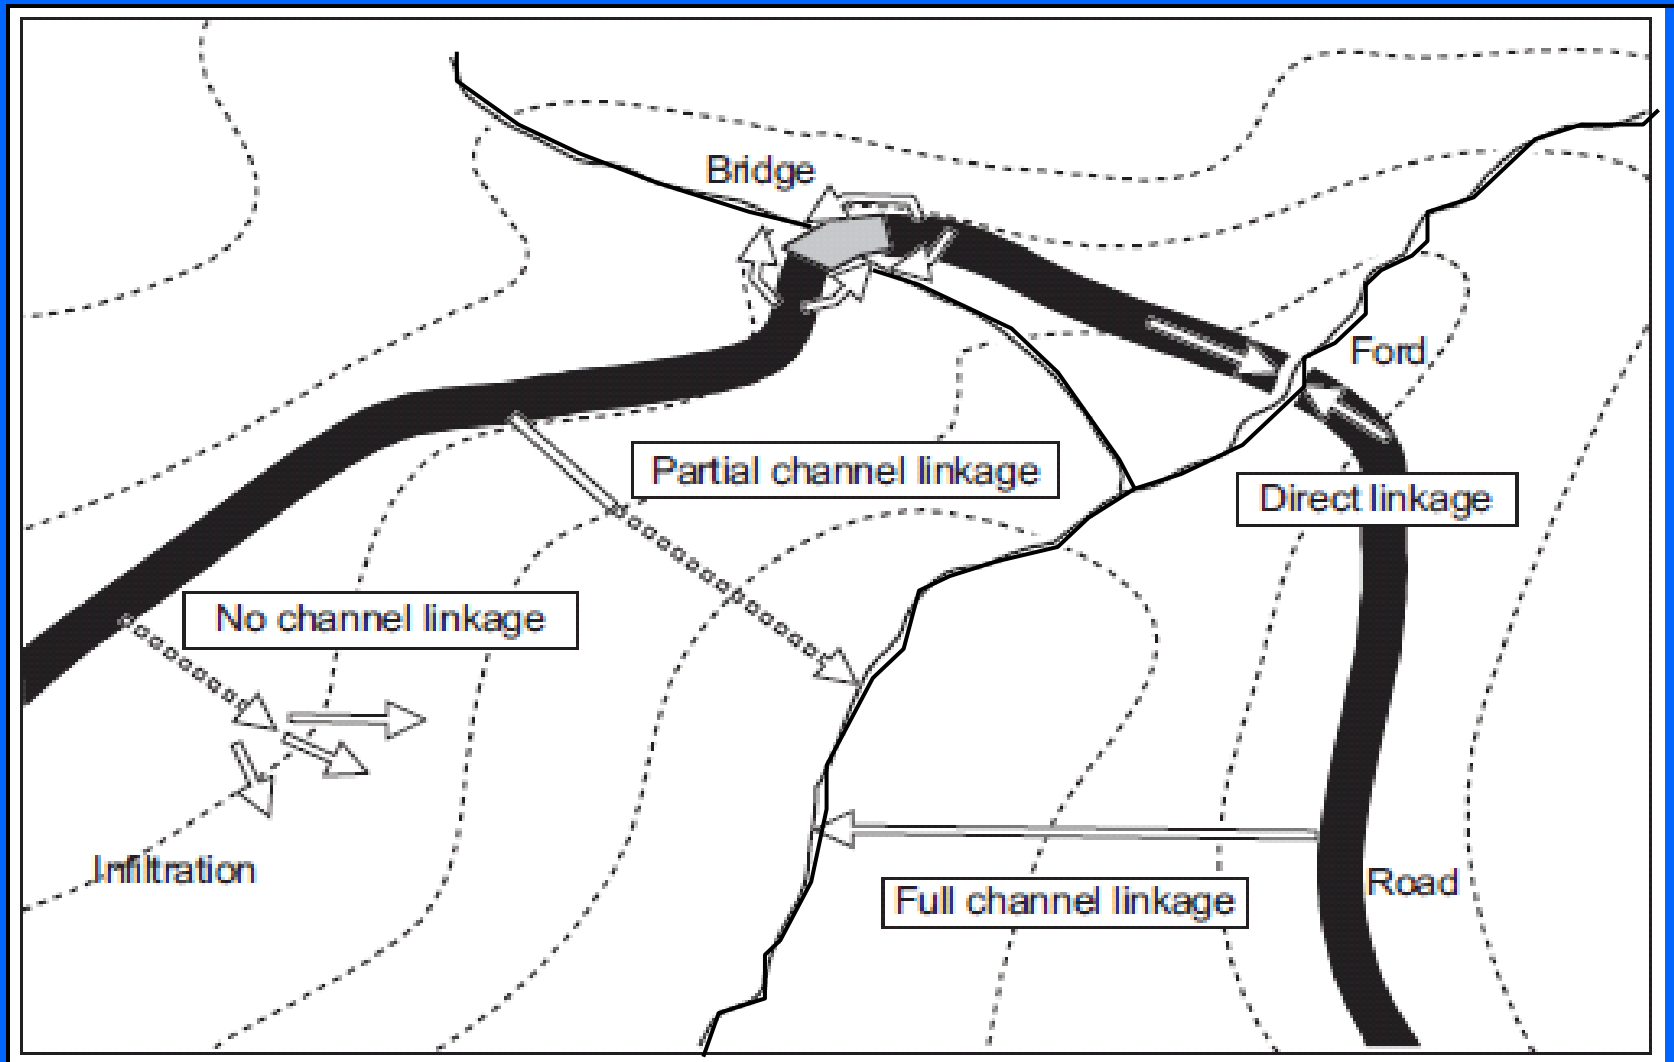 Bridge
Ford
Partial channel linkage
Direct linkage
No channel linkage
Infiltration
Road
Full channel linkage